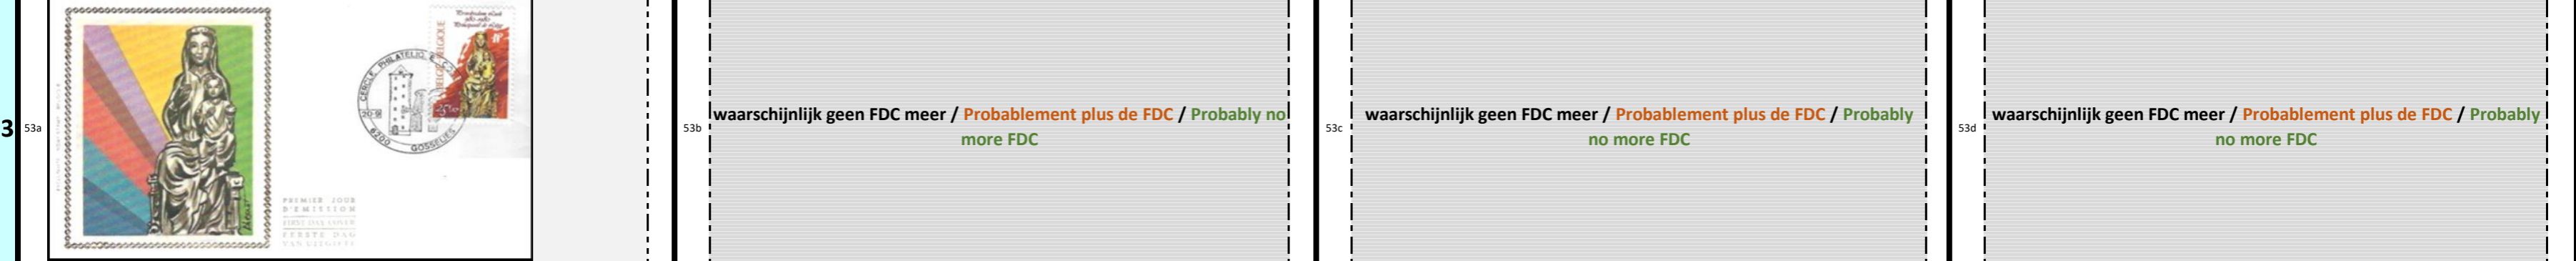 3
53a
BELGIQUE
CERCLE PHILATELIQUE
6200 GOSSELIES
PREMIER JOUR
D'EMISSION
FIRST DAY COVER
EERSTE DAG
VAN UITGIFTE
53b
waarschijnlijk geen FDC meer / Probablement plus de FDC / Probably no
more FDC
53c
waarschijnlijk geen FDC meer / Probablement plus de FDC / Probably
no more FDC
53d
waarschijnlijk geen FDC meer / Probablement plus de FDC / Probably
no more FDC